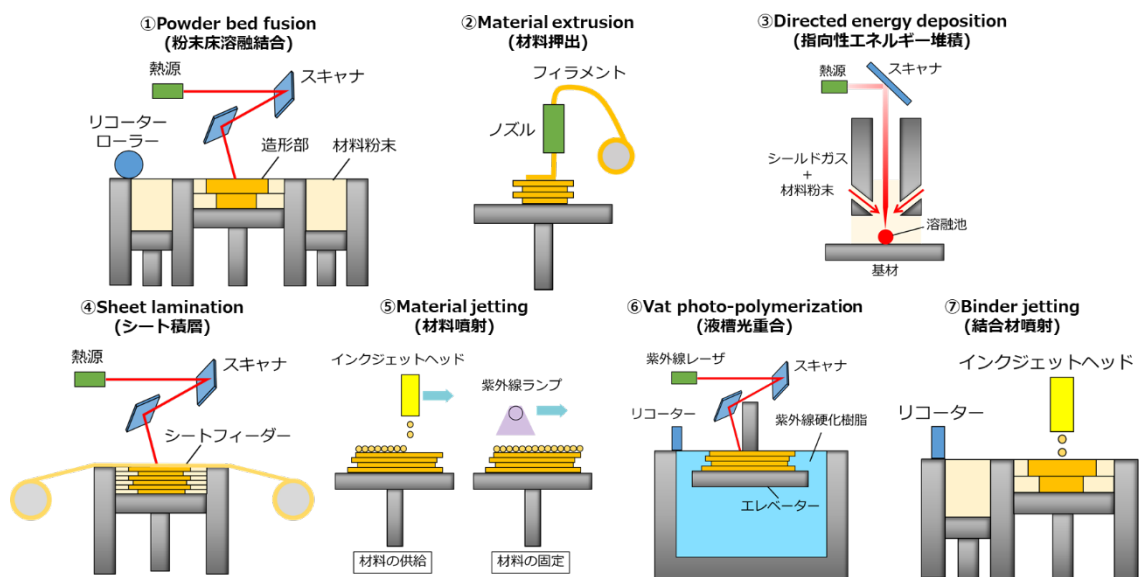 ①Powder bed fusion
(粉末床溶融結合)
熱源
スキャナ
リコーター
ローラー
造形部
材料粉末
②Material extrusion
(材料押出)
フィラメント
ノズル
③Directed energy deposition
(指向性エネルギー堆積)
熱源
スキャナ
シールドガス
+
材料粉末
溶融池
基材
④Sheet lamination
(シート積層)
熱源
スキャナ
シートフィーダー
⑤Material jetting
(材料噴射)
インクジェットヘッド
紫外線ランプ
材料の供給
材料の固定
⑥Vat photo-polymerization
(液槽光重合)
紫外線レーザ
スキャナ
リコーター
紫外線硬化樹脂
エレベーター
⑦Binder jetting
(結合材噴射)
インクジェットヘッド
リコーター